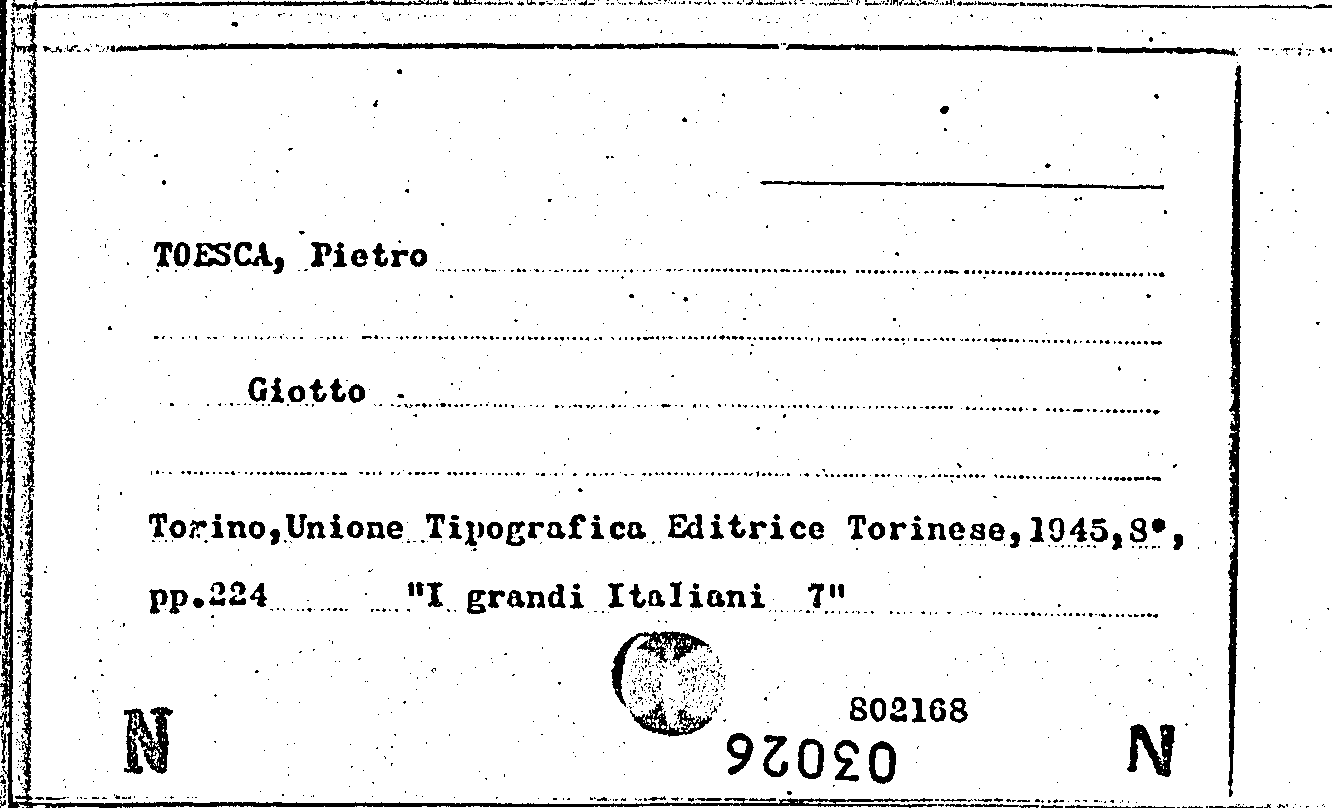 TOESCA, Pietro
Giotto
Torino,Unione Tipografica Editrice Torinese,1945,8°,
pp.224 "I grandi Italiani 7"
802168
03026
N N